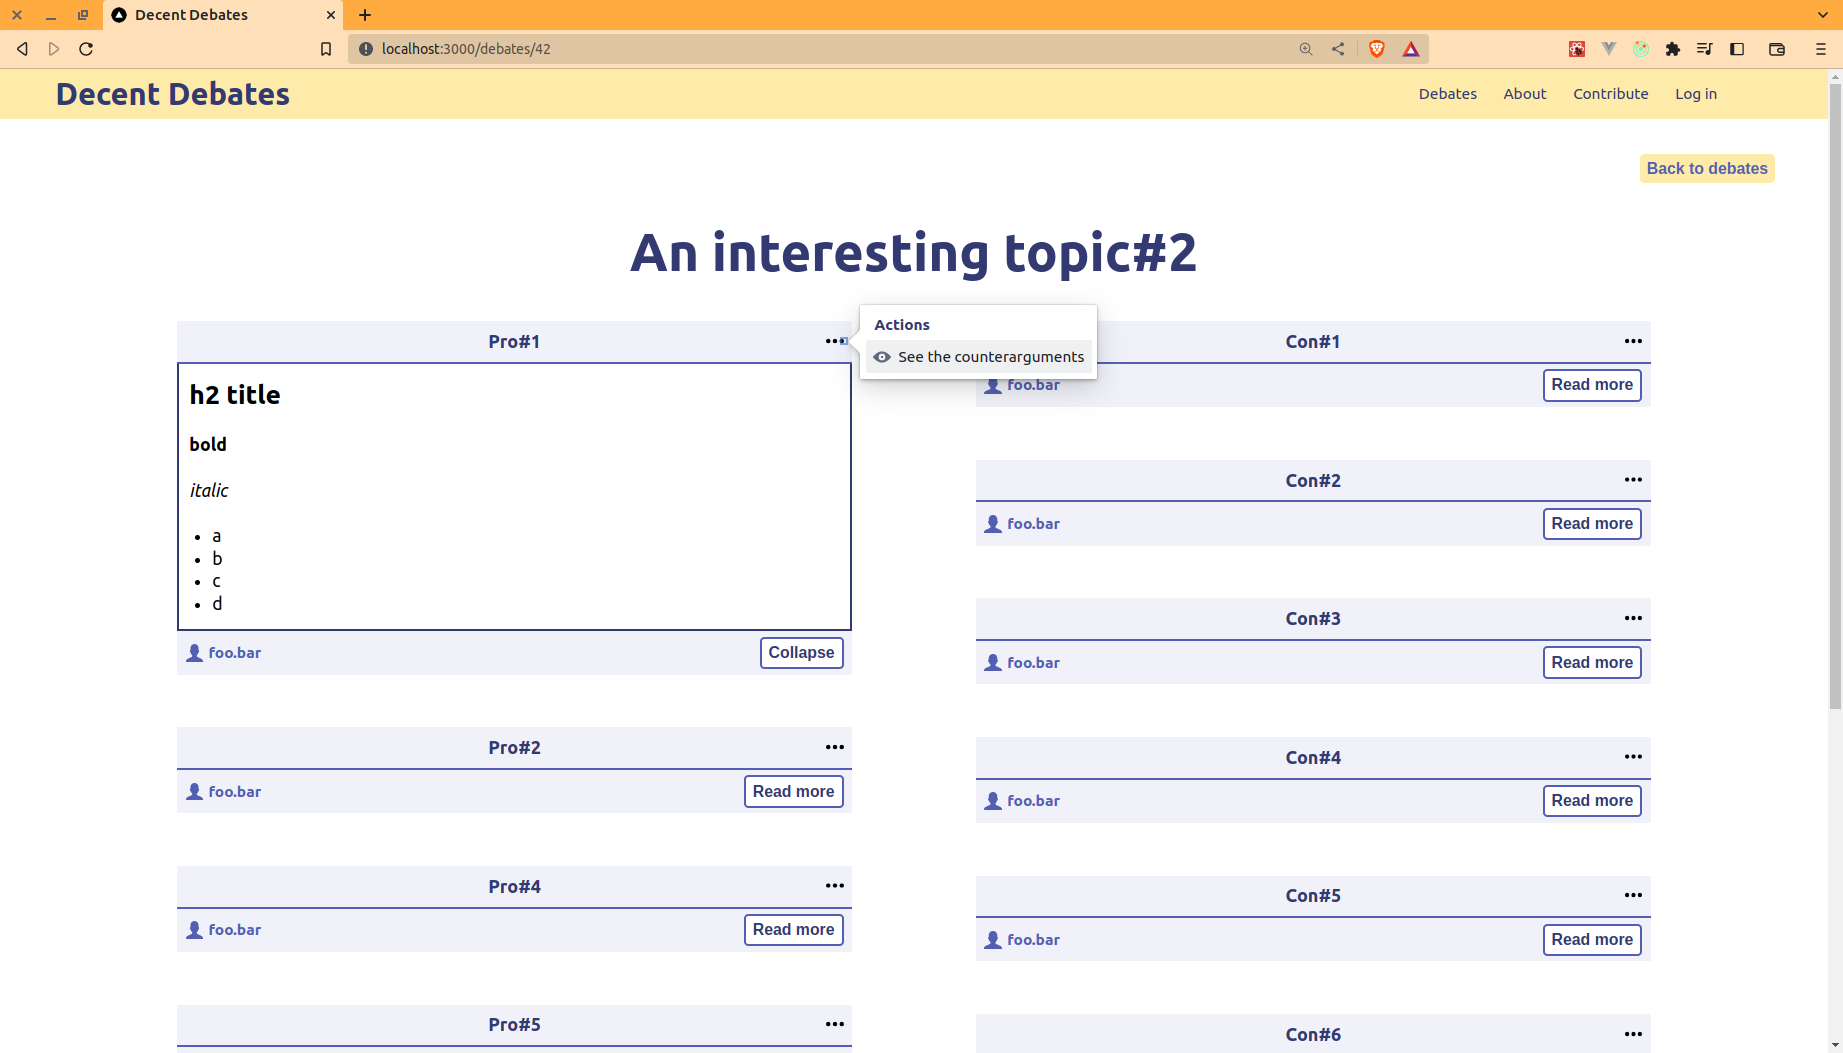 Decent Debates
localhost:3000/debates/42
Decent Debates
Debates About Contribute Log in
Back to debates
An interesting topic#2
Pro#1
Actions
See the counterarguments
h2 title
bold
italic
• a
• b
• c
• d
foo.bar Collapse
Pro#2
foo.bar Read more
Pro#4
foo.bar Read more
Pro#5
Con#1
foo.bar Read more
Con#2
foo.bar Read more
Con#3
foo.bar Read more
Con#4
foo.bar Read more
Con#5
foo.bar Read more
Con#6